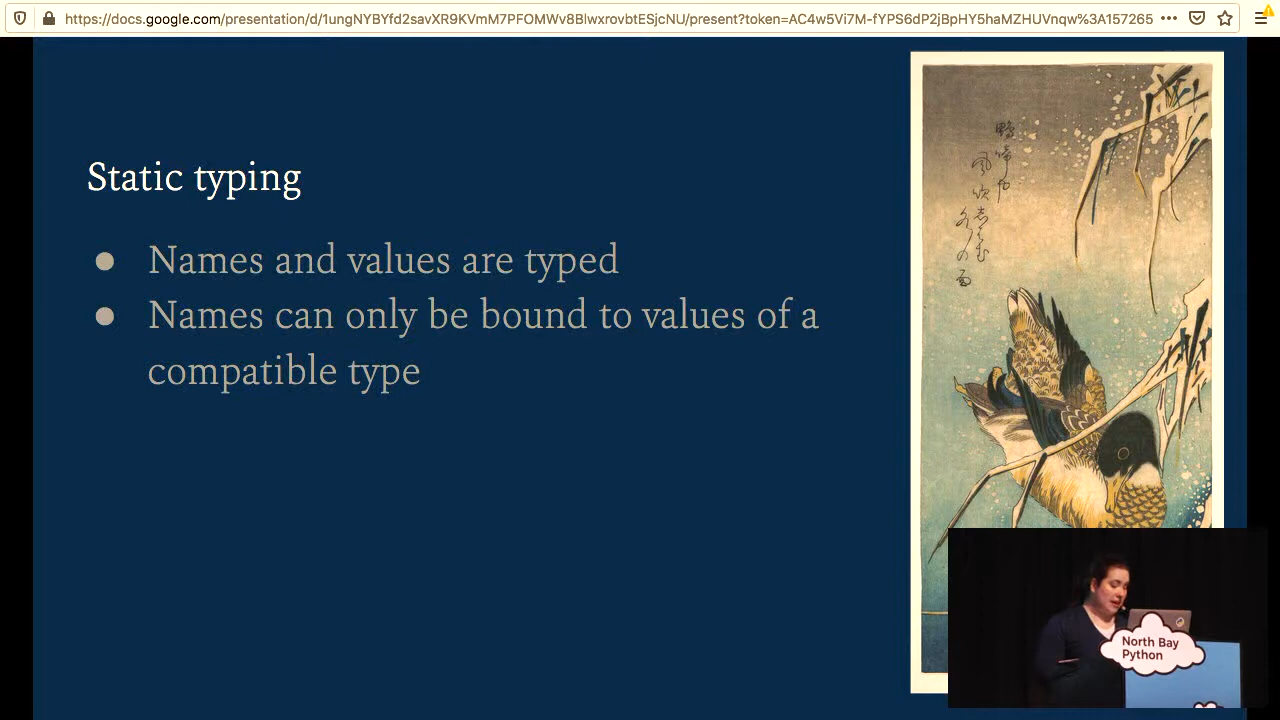 https://docs.google.com/presentation/d/1ungNYBYfd2savXR9KVmM7PFOMWv8BlwxrovbtESjcNU/present?token=AC4w5Vi7M-fYPS6dP2jBpHY5haMZHUVnqw%3A157265
Static typing
● Names and values are typed
● Names can only be bound to values of a
compatible type
North Bay
Python